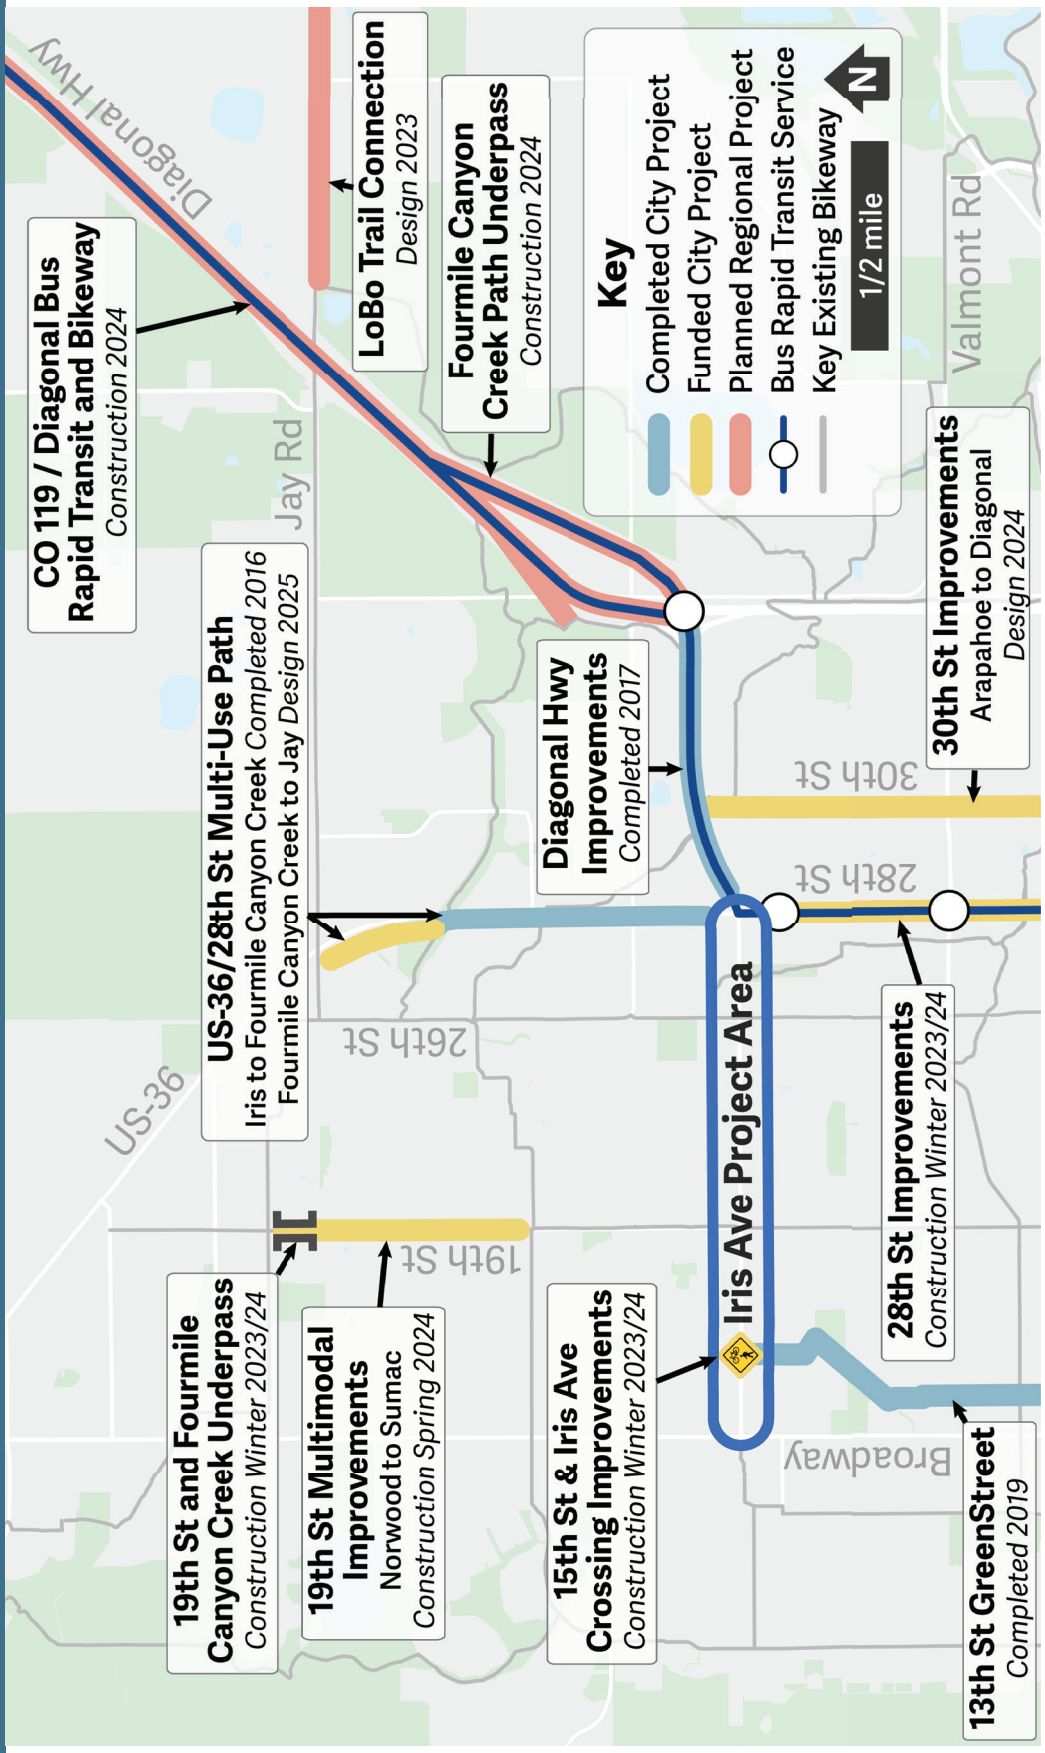 19th St and Fourmile
Canyon Creek Underpass
Construction Winter 2023/24
19th St Multimodal
Improvements
Norwood to Sumac
Construction Spring 2024
15th St & Iris Ave
Crossing Improvements
Construction Winter 2023/24
13th St GreenStreet
Completed 2019
US-36/28th St Multi-Use Path
Iris to Fourmile Canyon Creek Completed 2016
Fourmile Canyon Creek to Jay Design 2025
28th St Improvements
Construction Winter 2023/24
Diagonal Hwy
Improvements
Completed 2017
30th St Improvements
Arapahoe to Diagonal
Design 2024
CO 119 / Diagonal Bus
Rapid Transit and Bikeway
Construction 2024
LoBo Trail Connection
Design 2023
Fourmile Canyon
Creek Path Underpass
Construction 2024
Iris Ave Project Area
US-36
19th St
26th St
28th St
30th St
Broadway
Jay Rd
Diagonal Hwy
Valmont Rd
Key
Completed City Project
Funded City Project
Planned Regional Project
Bus Rapid Transit Service
Key Existing Bikeway
1/2 mile
N